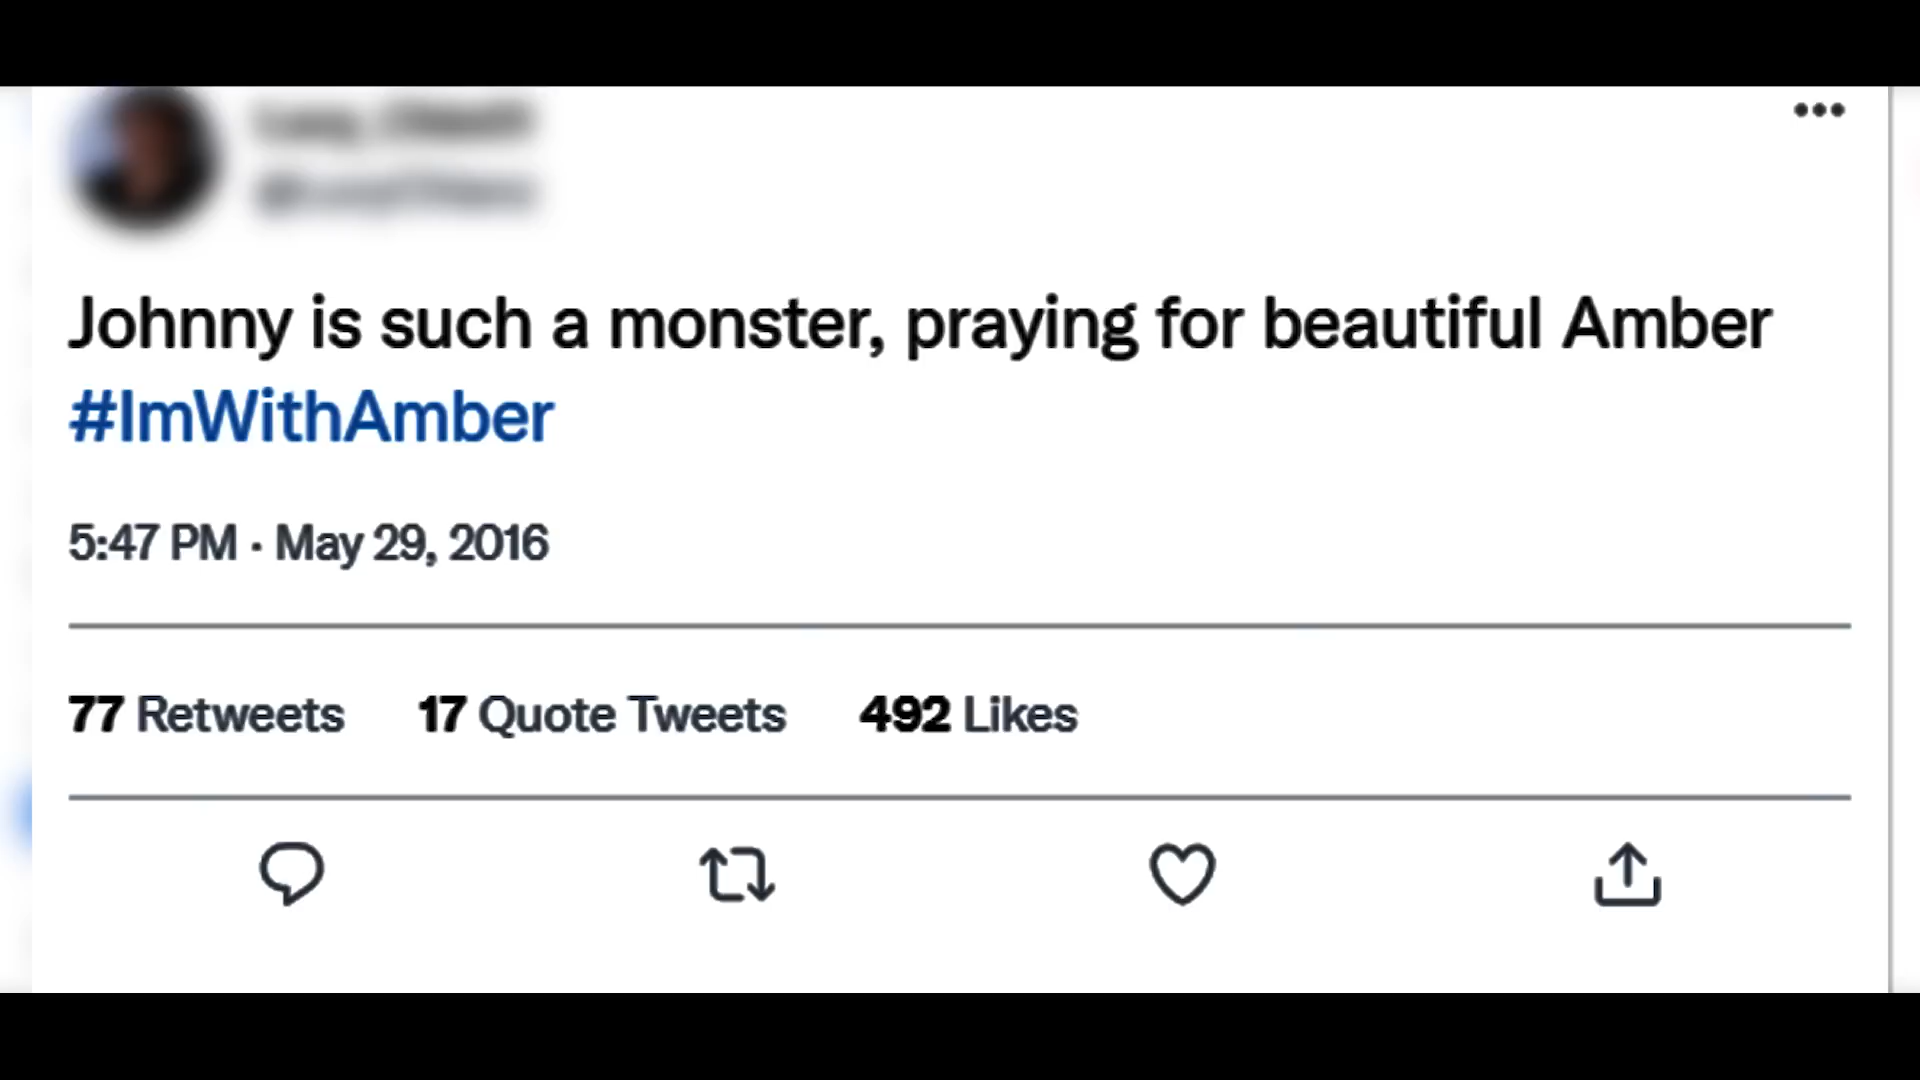 Johnny is such a monster, praying for beautiful Amber
#ImWithAmber
5:47 PM · May 29, 2016
77 Retweets 17 Quote Tweets 492 Likes